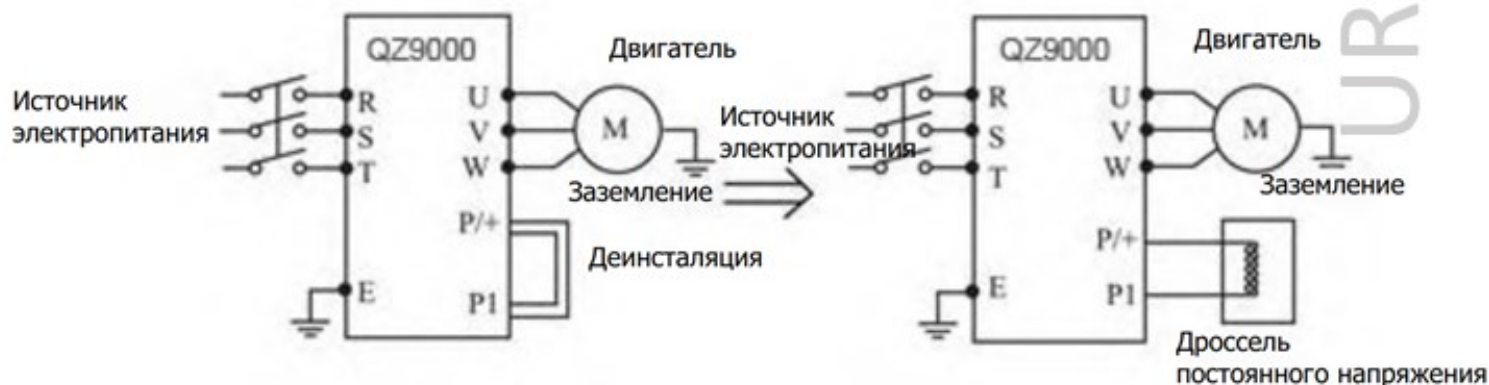 QZ9000
Двигатель
Источник
электропитания
R
S
T
U
V
W
M
Заземление
P/+
Деинсталяция
E
P1
QZ9000
Двигатель
UR
Источник
электропитания
R
S
T
U
V
W
M
Заземление
P/+
E
P1
Дроссель
постоянного напряжения